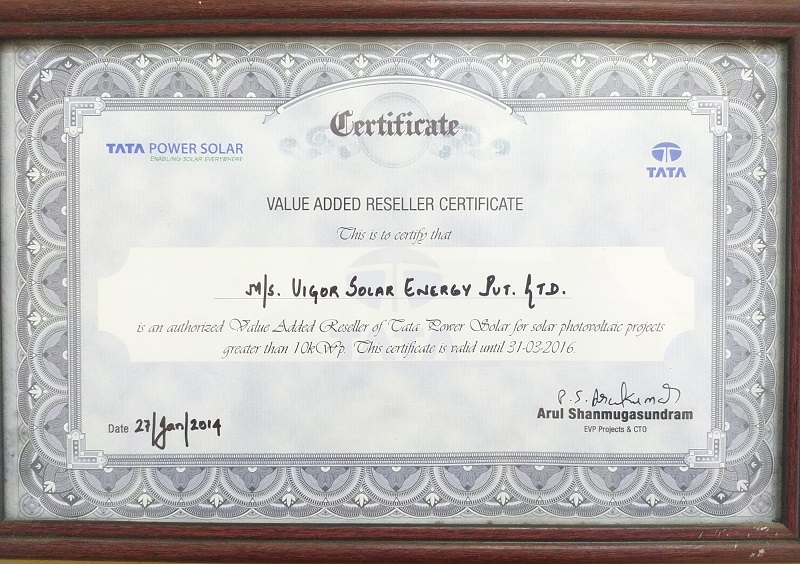 Certificate
TATA POWER SOLAR
ENABLING SOLAR EVERYWHERE
TATA
VALUE ADDED RESELLER CERTIFICATE
This is to certify that
M/s. VIGOR SOLAR ENERGY PVT. LTD.
is an authorized Value Added Reseller of Tata Power Solar for solar photovoltaic projects
greater than 10kWp. This certificate is valid until 31-03-2016.
Arul Shanmugasundram
EVP Projects & CTO
Date 27/Jan/2014